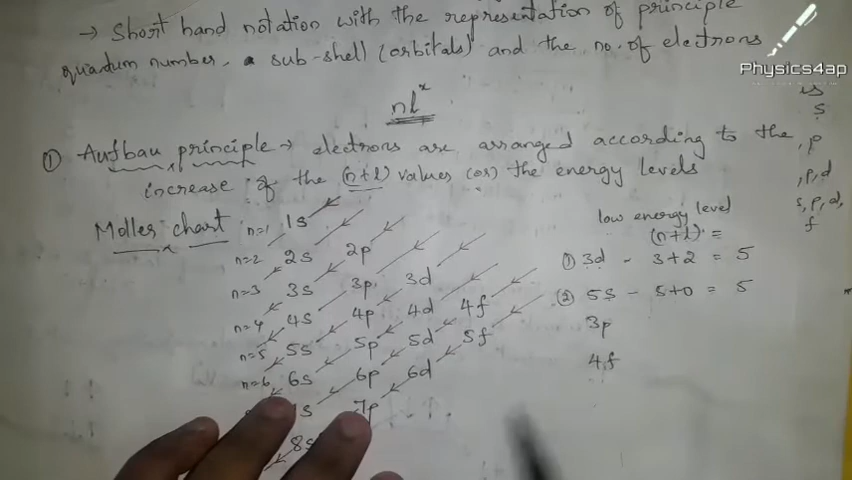 → Short hand notation with the representation of principle
quantum number, sub-shell (orbitals) and the no. of electrons
Physics4ap
nlˣ
is
s
, p
, p, d
s, p, d,
f
① Aufbau principle → electrons are arranged according to the
increase of the (n+l) values (or) the energy levels
Moller chart
n=1 1s
n=2 2s 2p
n=3 3s 3p 3d
n=4 4s 4p 4d 4f
n=5 5s 5p 5d 5f
n=6 6s 6p 6d
s 7p
8s
low energy level
(n+l) =
① 3d - 3+2 = 5
② 5s - 5+0 = 5
3p
4f